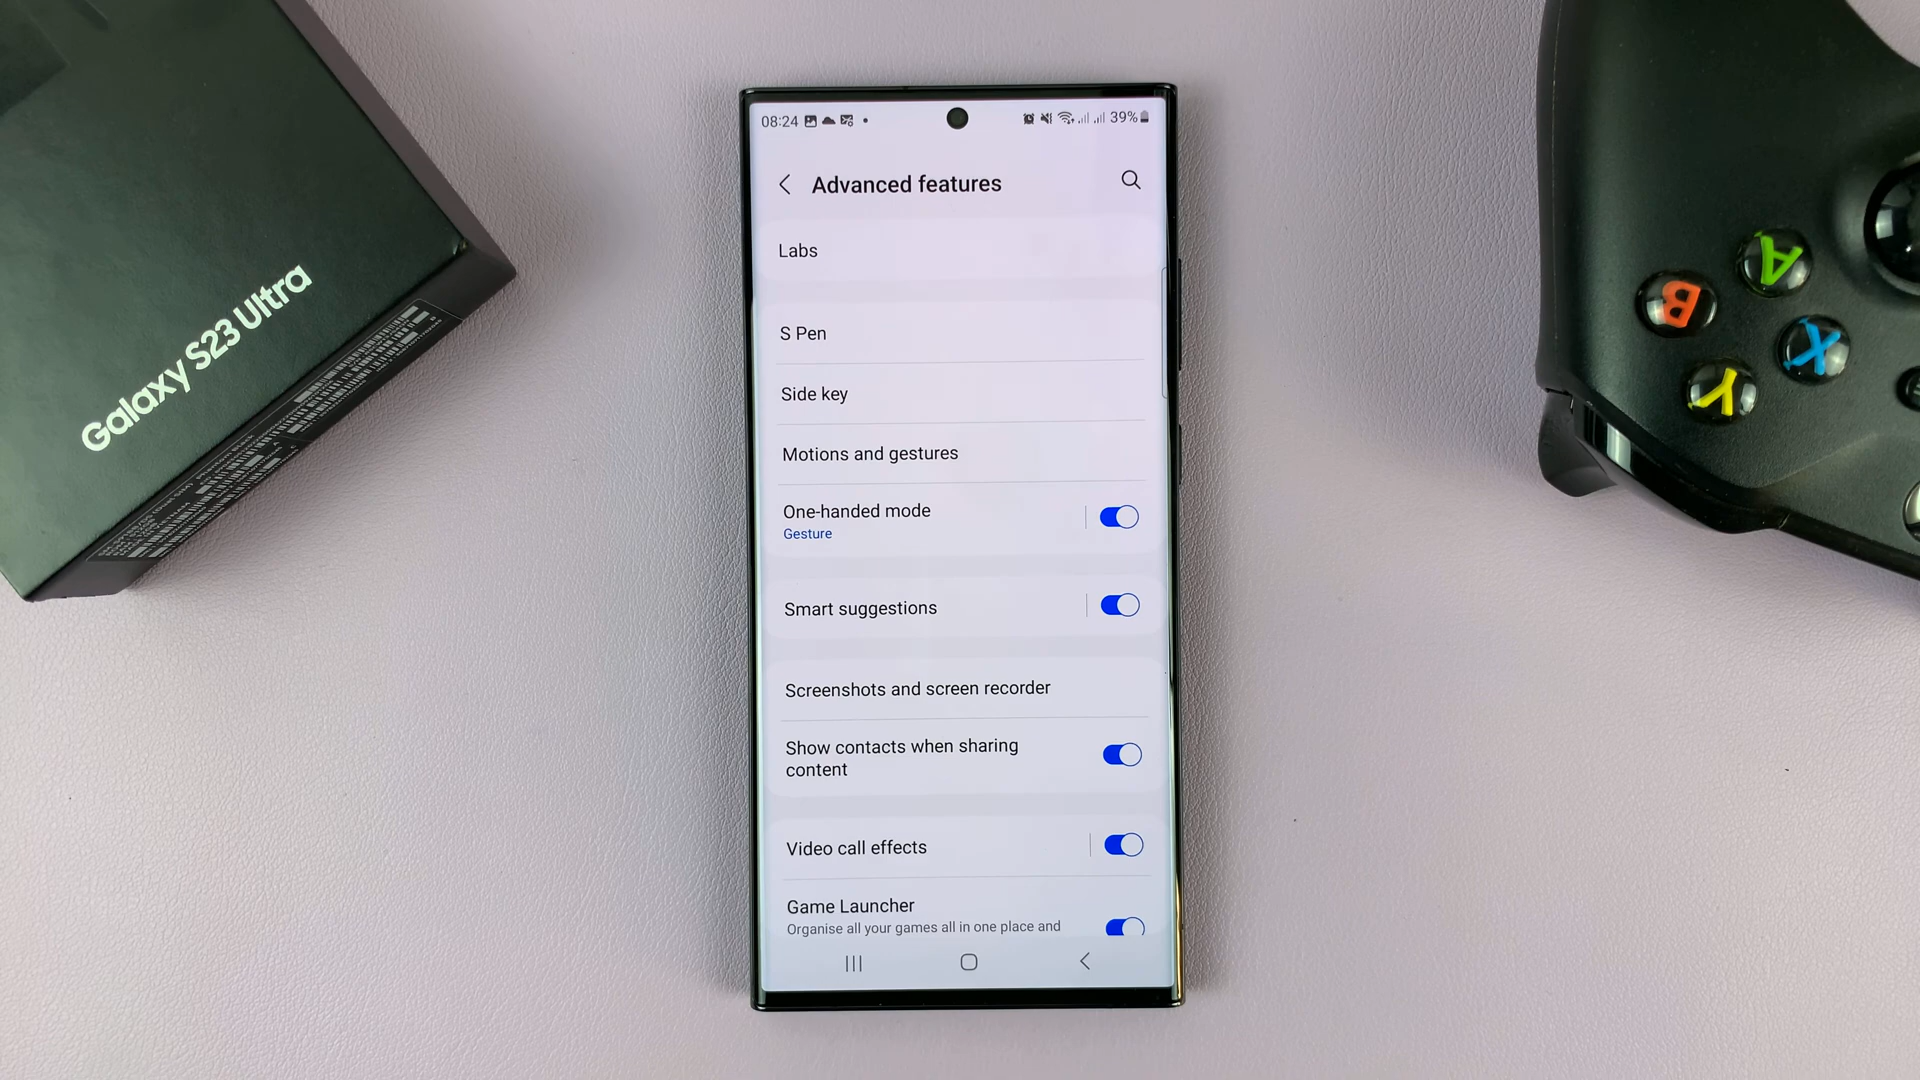 Galaxy S23 Ultra
08:24
39%
Advanced features
Labs
S Pen
Side key
Motions and gestures
One-handed mode
Gesture
Smart suggestions
Screenshots and screen recorder
Show contacts when sharing
content
Video call effects
Game Launcher
Organise all your games all in one place and
A
B
X
Y